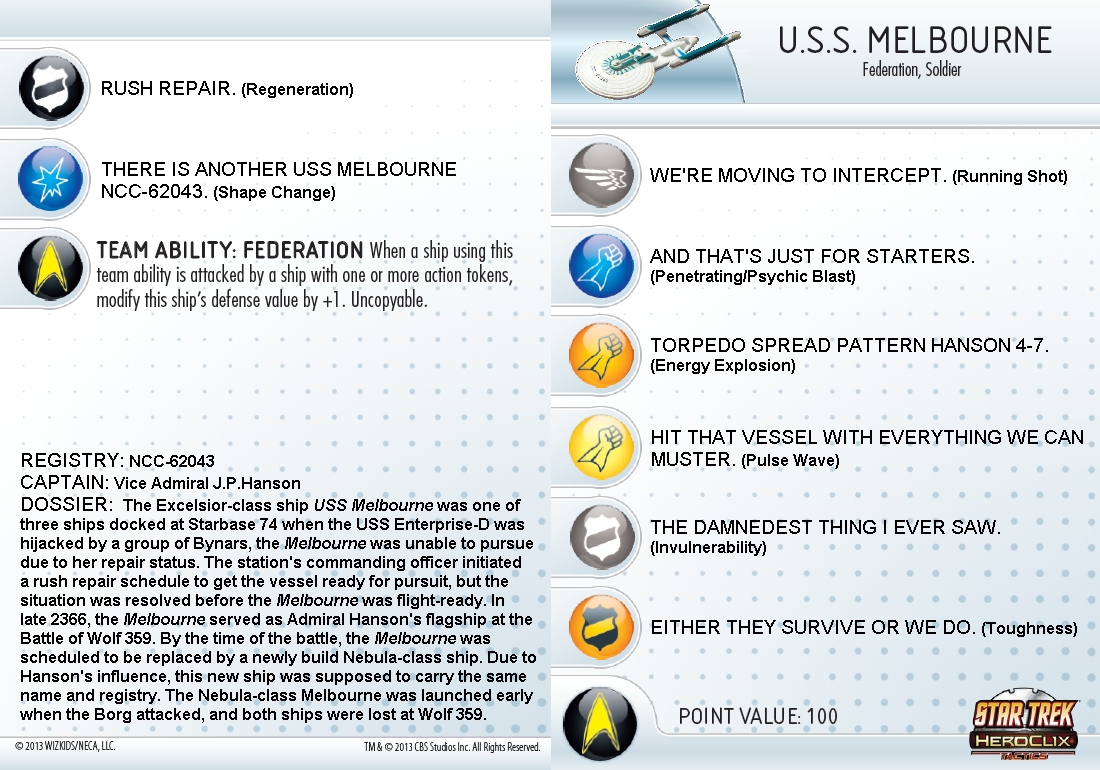 RUSH REPAIR. (Regeneration)
THERE IS ANOTHER USS MELBOURNE
NCC-62043. (Shape Change)
TEAM ABILITY: FEDERATION When a ship using this
team ability is attacked by a ship with one or more action tokens,
modify this ship's defense value by +1. Uncopyable.
REGISTRY: NCC-62043
CAPTAIN: Vice Admiral J.P.Hanson
DOSSIER: The Excelsior-class ship USS Melbourne was one of
three ships docked at Starbase 74 when the USS Enterprise-D was
hijacked by a group of Bynars, the Melbourne was unable to pursue
due to her repair status. The station's commanding officer initiated
a rush repair schedule to get the vessel ready for pursuit, but the
situation was resolved before the Melbourne was flight-ready. In
late 2366, the Melbourne served as Admiral Hanson's flagship at the
Battle of Wolf 359. By the time of the battle, the Melbourne was
scheduled to be replaced by a newly build Nebula-class ship. Due to
Hanson's influence, this new ship was supposed to carry the same
name and registry. The Nebula-class Melbourne was launched early
when the Borg attacked, and both ships were lost at Wolf 359.
© 2013 WIZKIDS/NECA, LLC.
TM & © 2013 CBS Studios Inc. All Rights Reserved.
U.S.S. MELBOURNE
Federation, Soldier
WE'RE MOVING TO INTERCEPT. (Running Shot)
AND THAT'S JUST FOR STARTERS.
(Penetrating/Psychic Blast)
TORPEDO SPREAD PATTERN HANSON 4-7.
(Energy Explosion)
HIT THAT VESSEL WITH EVERYTHING WE CAN
MUSTER. (Pulse Wave)
THE DAMNEDEST THING I EVER SAW.
(Invulnerability)
EITHER THEY SURVIVE OR WE DO. (Toughness)
POINT VALUE: 100
STAR TREK
HEROCLIX
TACTICS